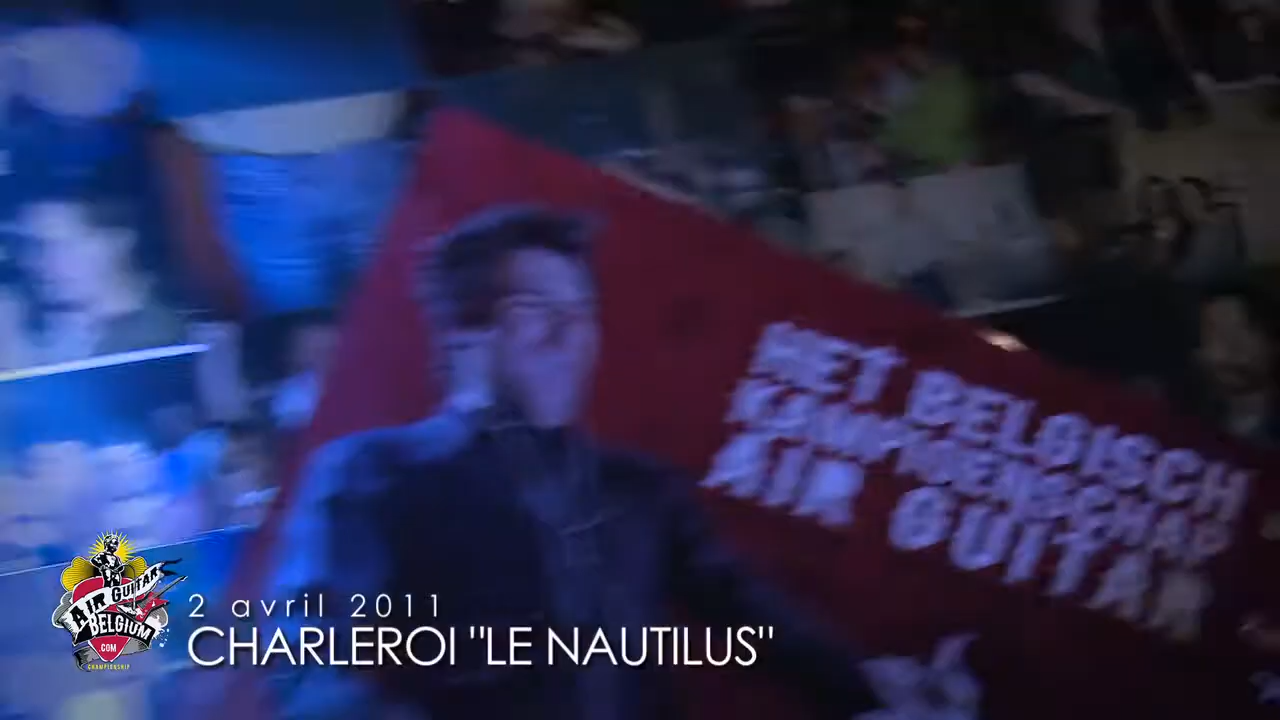 HET BELGISCH
KAMPIOENSCHAP
AIR GUITAR
AIR GUITAR
BELGIUM
.COM
CHAMPIONSHIP
2 avril 2011
CHARLEROI "LE NAUTILUS"